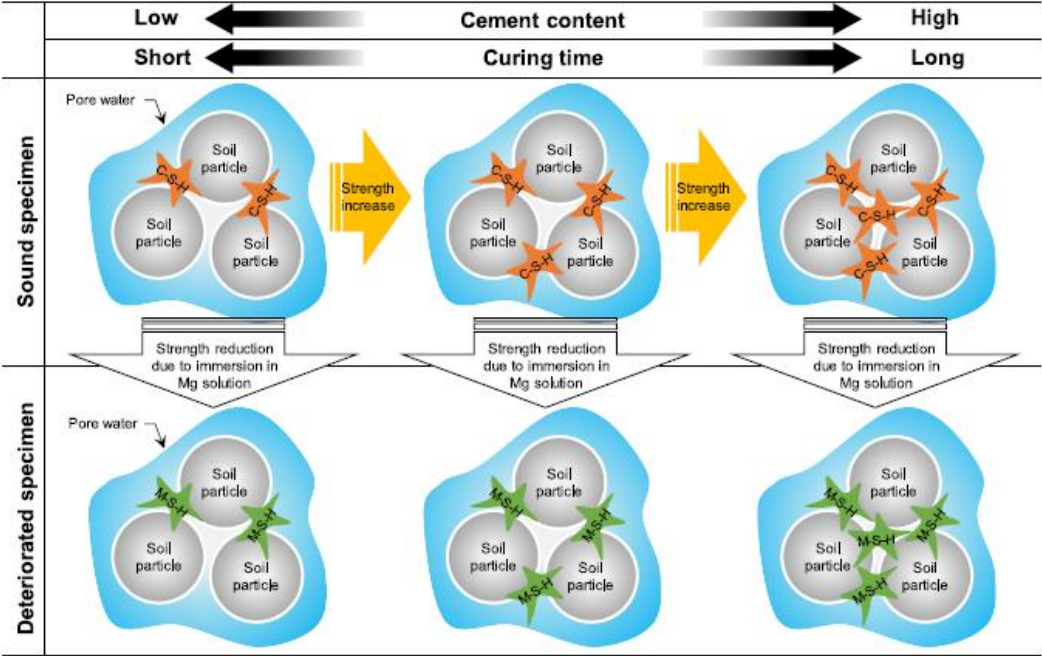 Low Cement content High
Short Curing time Long
Sound specimen
Pore water
Soil
particle
Soil
particle
Soil
particle
C-S-H
C-S-H
Strength
increase
Soil
particle
Soil
particle
Soil
particle
C-S-H
C-S-H
C-S-H
Strength
increase
Soil
particle
Soil
particle
Soil
particle
C-S-H
C-S-H
C-S-H
C-S-H
Strength reduction
due to immersion in
Mg solution
Strength reduction
due to immersion in
Mg solution
Strength reduction
due to immersion in
Mg solution
Deteriorated specimen
Pore water
Soil
particle
Soil
particle
Soil
particle
M-S-H
M-S-H
Soil
particle
Soil
particle
Soil
particle
M-S-H
M-S-H
M-S-H
Soil
particle
Soil
particle
Soil
particle
M-S-H
M-S-H
M-S-H
M-S-H